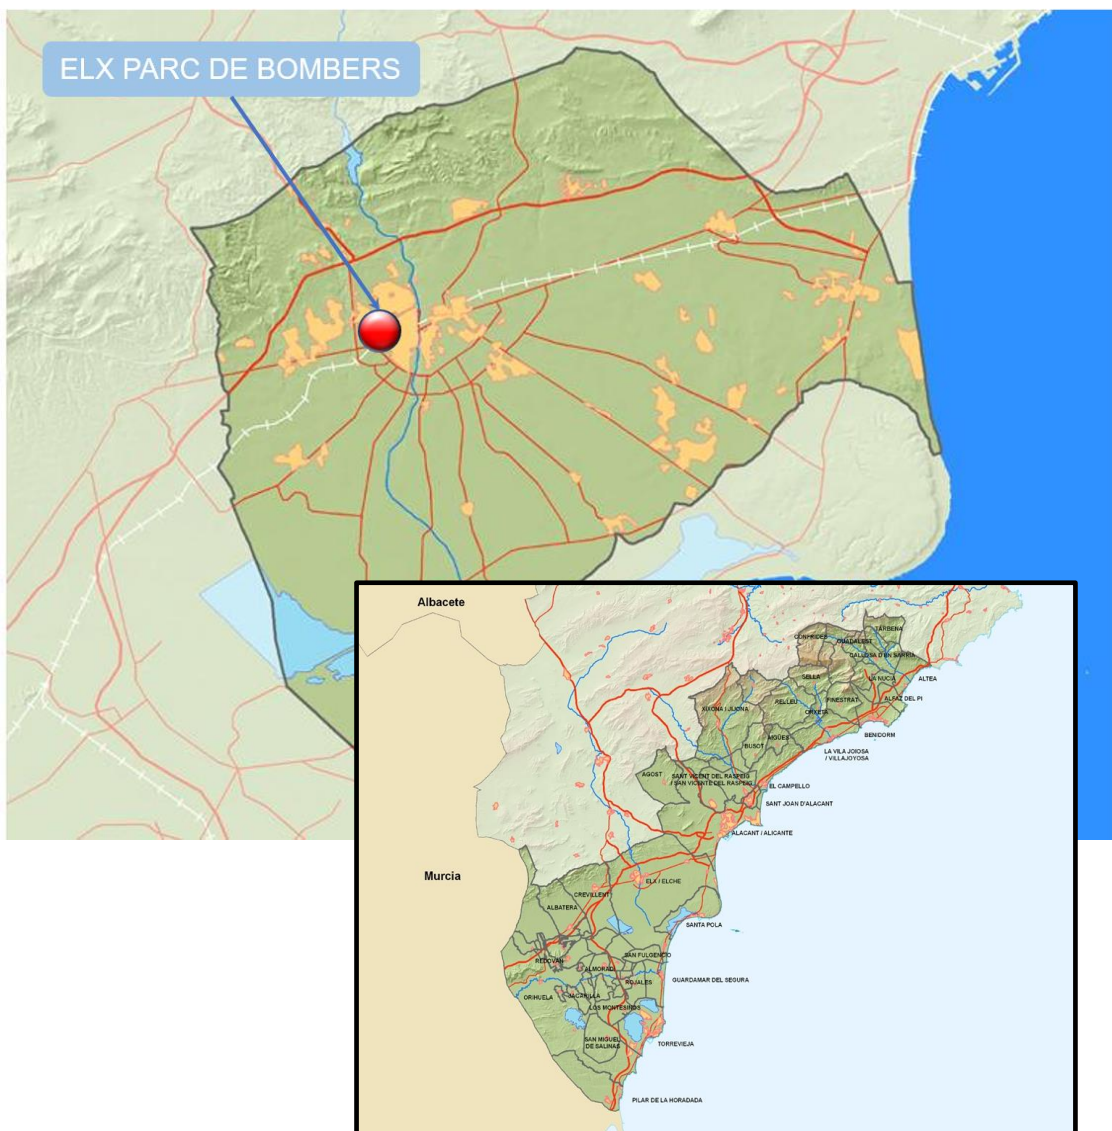 ELX PARC DE BOMBERS
Albacete
TÀRBENA
CONFRIDES
GUADALEST
CALLOSA D'EN SARRIÀ
SELLA
LA NUCIA
ALTEA
RELLEU
FINESTRAT
ALFAZ DEL PI
XIXONA / JIJONA
ORXETA
BENIDORM
AIGÜES
BUSOT
LA VILA JOIOSA
/ VILLAJOYOSA
AGOST
SANT VICENT DEL RASPEIG
/ SAN VICENTE DEL RASPEIG
EL CAMPELLO
SANT JOAN D'ALACANT
ALACANT / ALICANTE
Murcia
ELX / ELCHE
CREVILLENT
ALBATERA
SANTA POLA
SAN FULGENCIO
REDOVÁN
ALMORADÍ
GUARDAMAR DEL SEGURA
ROJALES
ORIHUELA
JACARILLA
LOS MONTESINOS
SAN MIGUEL
DE SALINAS
TORREVIEJA
PILAR DE LA HORADADA